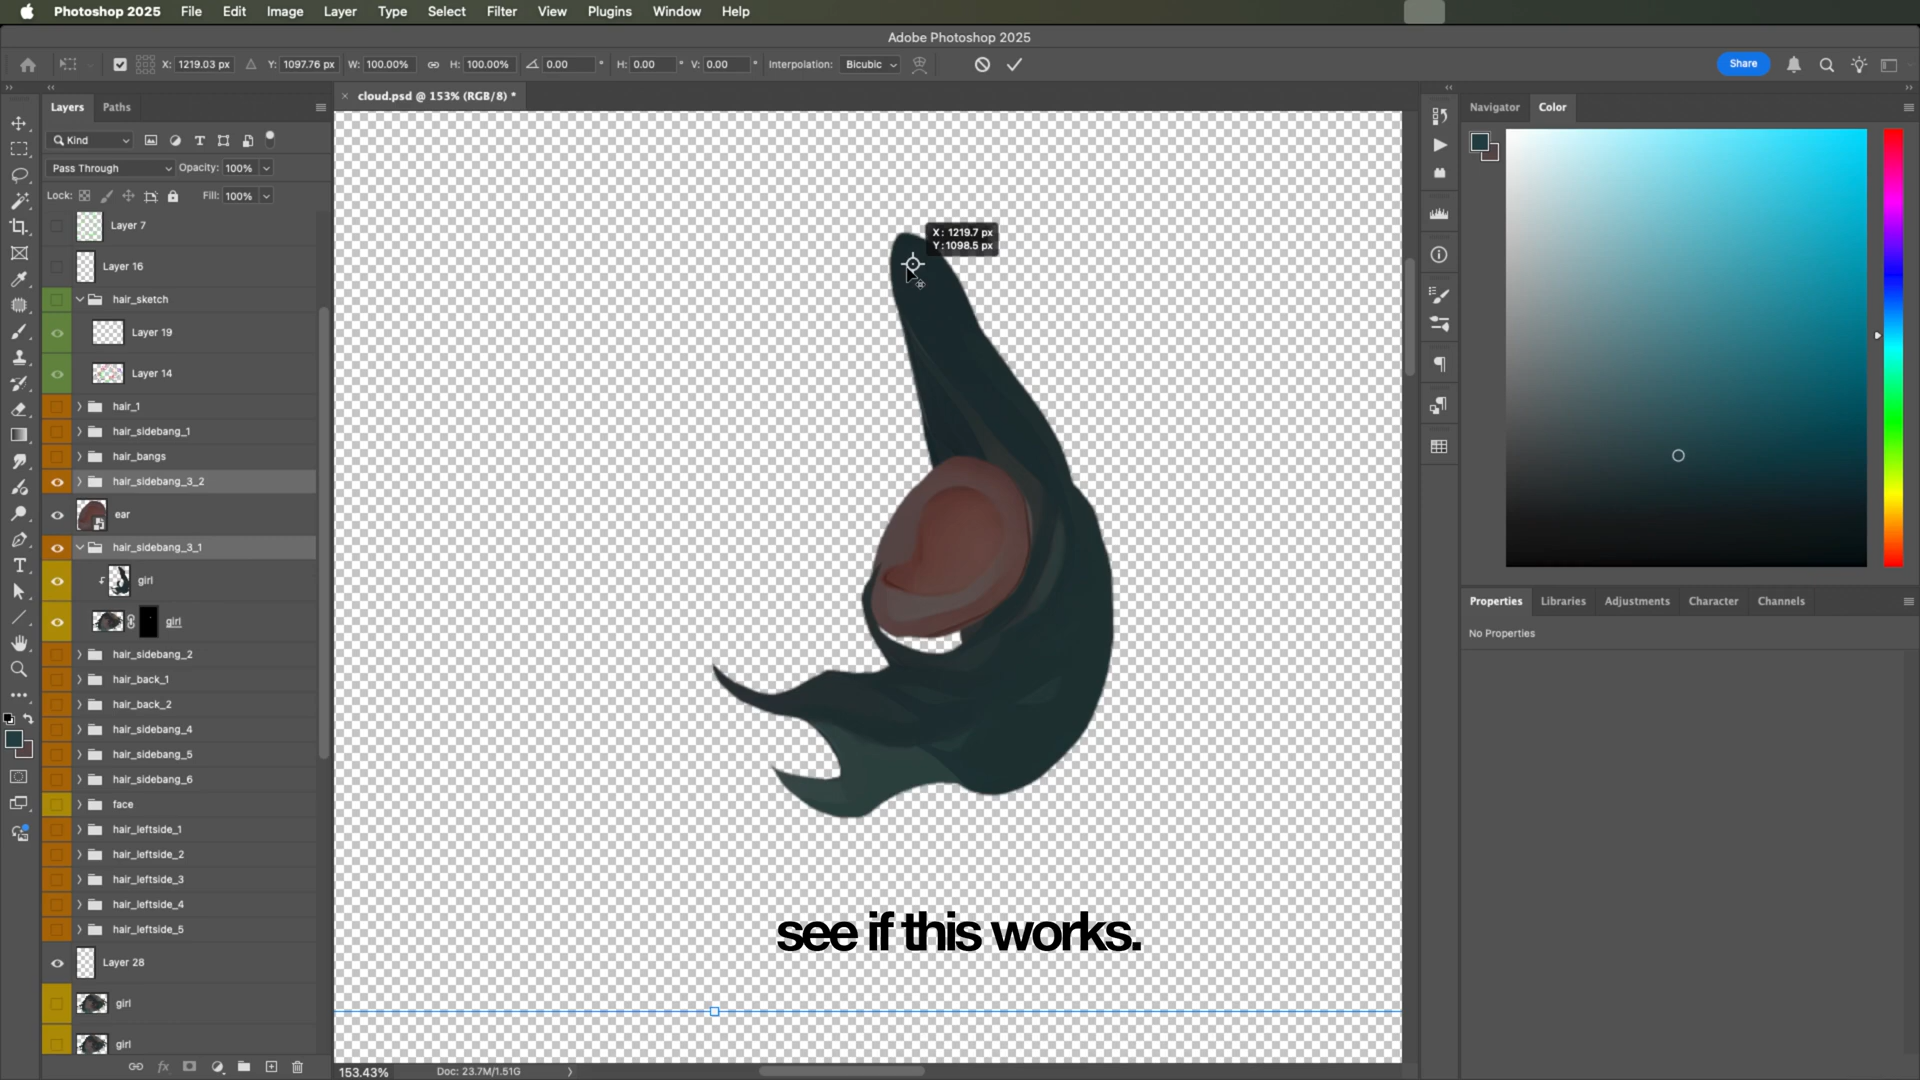 Photoshop 2025 File Edit Image Layer Type Select Filter View Plugins Window Help
Adobe Photoshop 2025
X: 1219.03 px Y: 1097.76 px W: 100.00% H: 100.00% 0.00 ° H: 0.00 ° V: 0.00 ° Interpolation: Bicubic Share
Layers Paths
cloud.psd @ 153% (RGB/8) *
Navigator Color
Kind
Pass Through Opacity: 100%
Lock: Fill: 100%
Layer 7
Layer 16
hair_sketch
Layer 19
Layer 14
hair_1
hair_sidebang_1
hair_bangs
hair_sidebang_3_2
ear
hair_sidebang_3_1
girl
girl
hair_sidebang_2
hair_back_1
hair_back_2
hair_sidebang_4
hair_sidebang_5
hair_sidebang_6
face
hair_leftside_1
hair_leftside_2
hair_leftside_3
hair_leftside_4
hair_leftside_5
Layer 28
girl
girl
X: 1219.7 px
Y: 1098.5 px
see if this works.
Properties Libraries Adjustments Character Channels
No Properties
153.43% Doc: 23.7M/1.51G